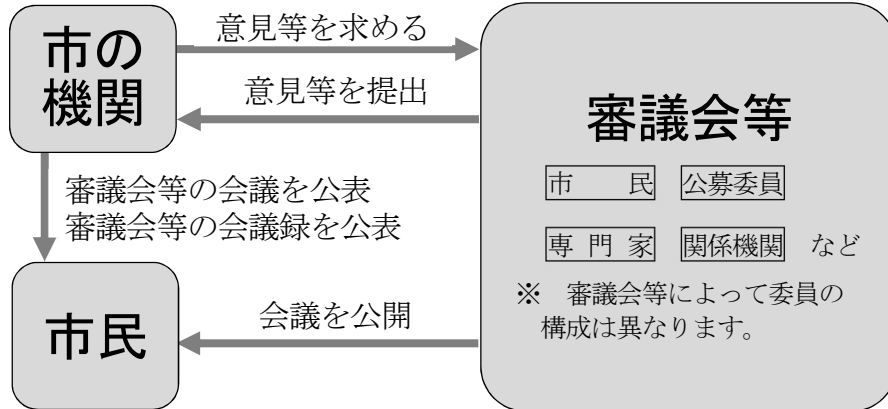 市の
機関
意見等を求める
意見等を提出
審議会等
市　　民　公募委員
専 門 家　関係機関　など
※　審議会等によって委員の
構成は異なります。
審議会等の会議を公表
審議会等の会議録を公表
市民
会議を公開